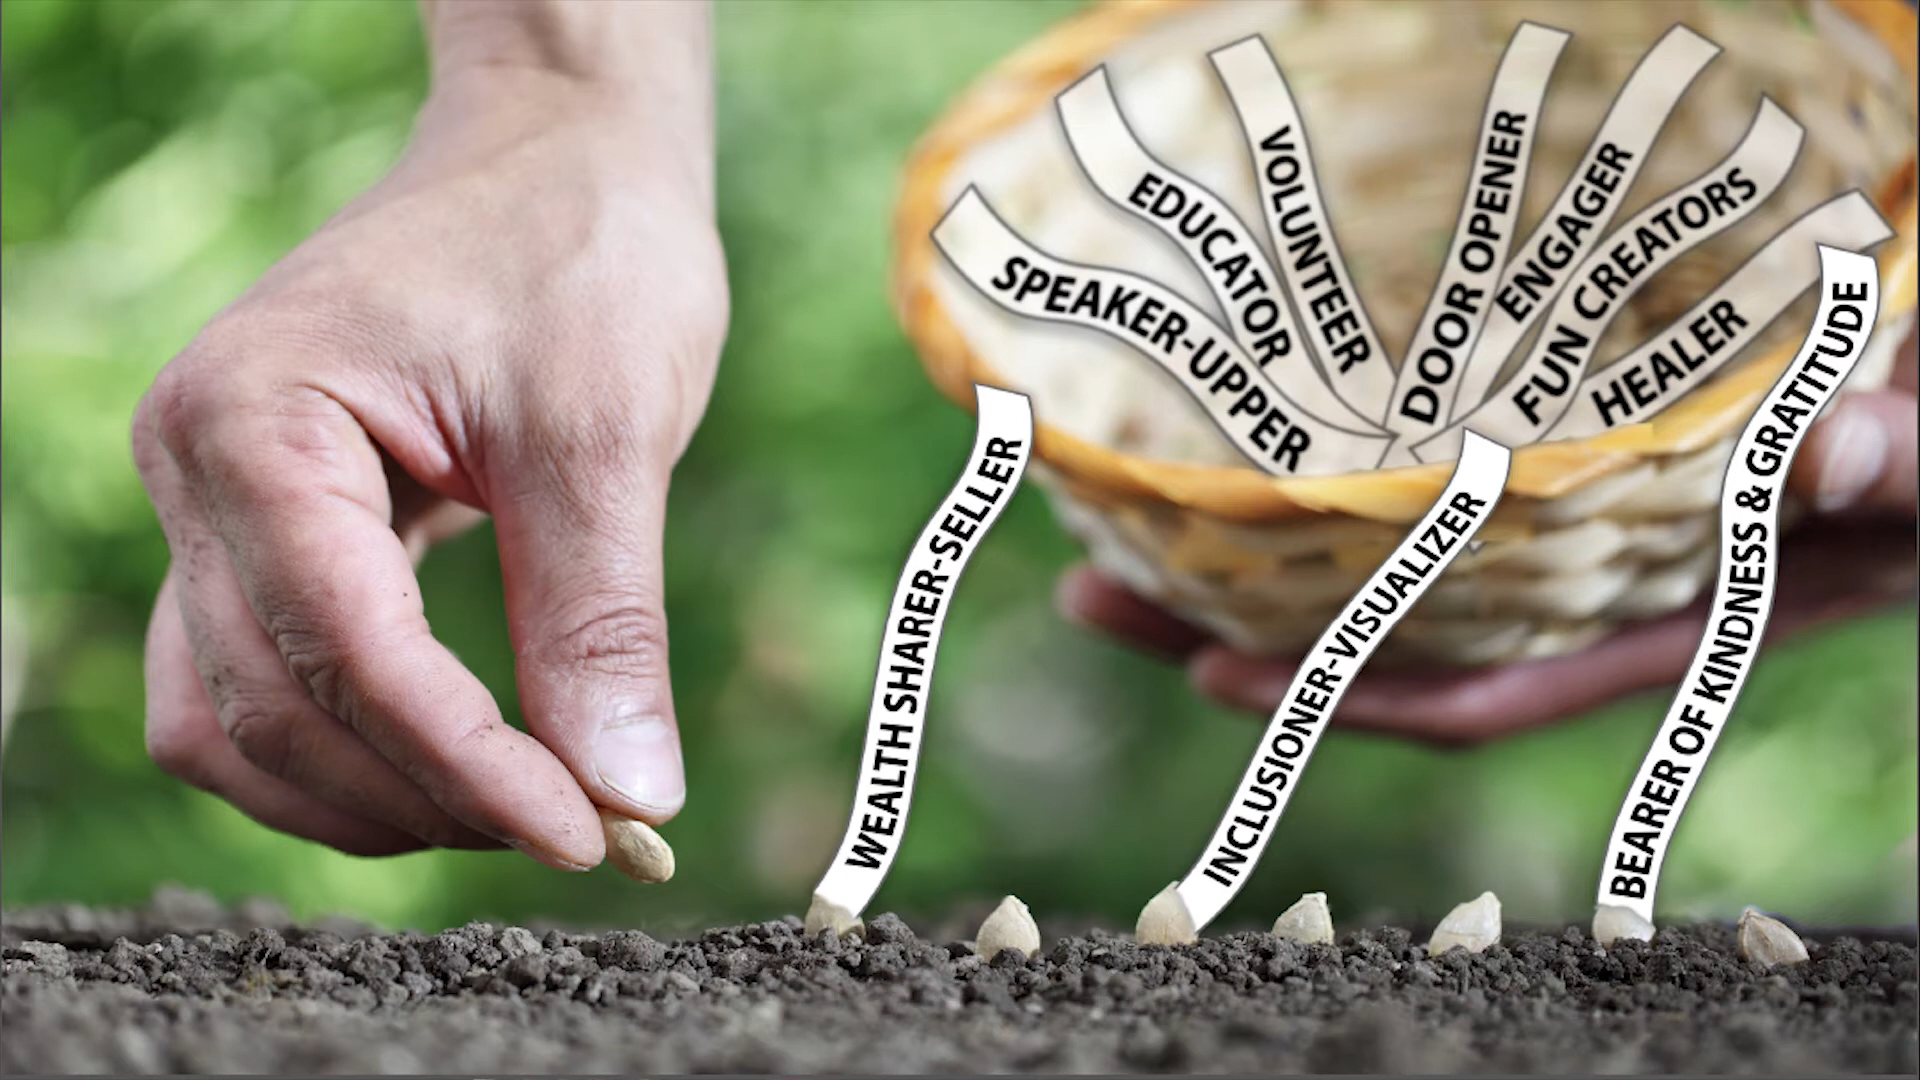 SPEAKER-UPPER
EDUCATOR
VOLUNTEER
DOOR OPENER
ENGAGER
FUN CREATORS
HEALER
WEALTH SHARER-SELLER
INCLUSIONER-VISUALIZER
BEARER OF KINDNESS & GRATITUDE